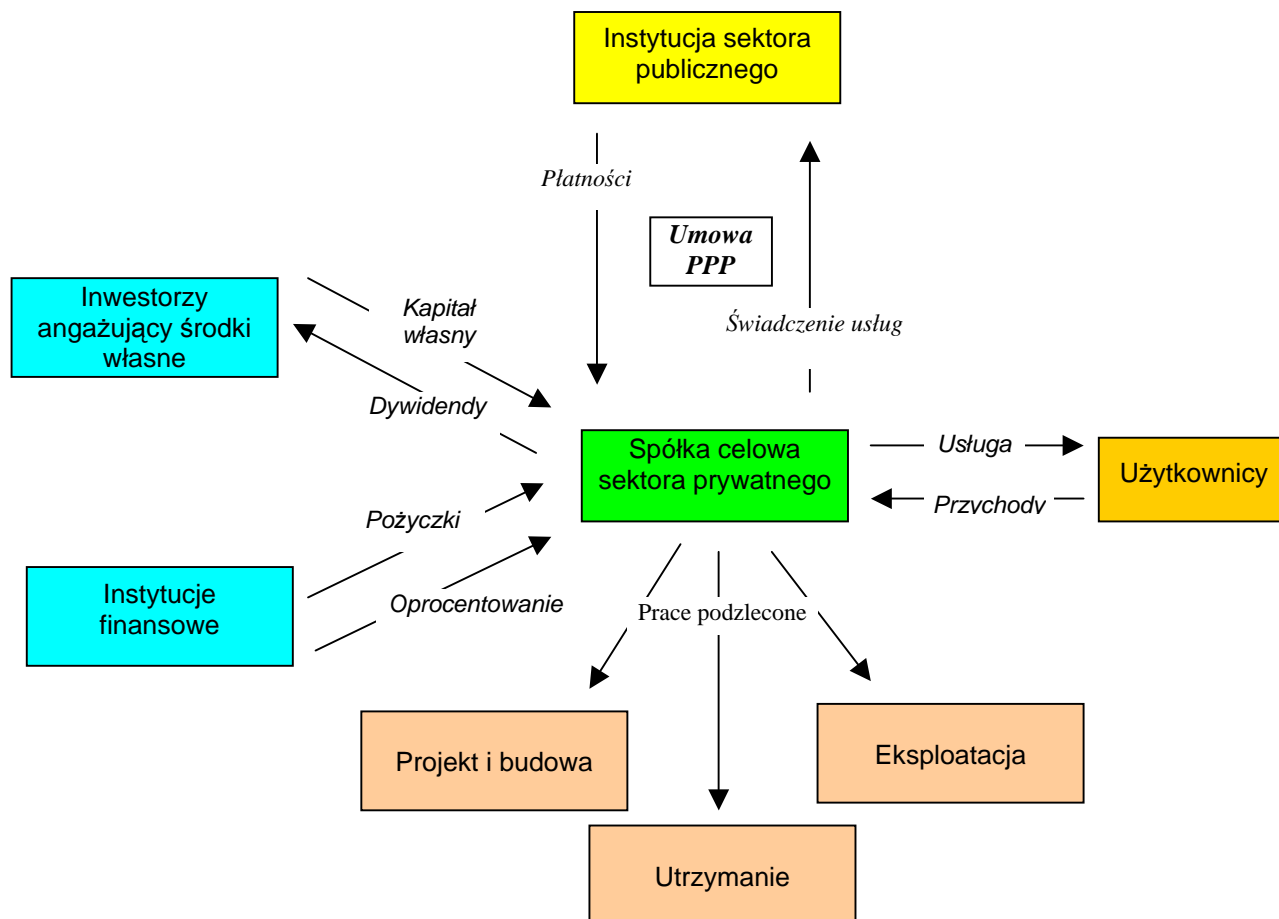 Instytucja sektora
publicznego
Płatności
Umowa
PPP
Świadczenie usług
Inwestorzy
angażujący środki
własne
Kapitał
własny
Dywidendy
Spółka celowa
sektora prywatnego
Usługa
Przychody
Użytkownicy
Pożyczki
Oprocentowanie
Instytucje
finansowe
Prace podzlecone
Projekt i budowa
Eksploatacja
Utrzymanie